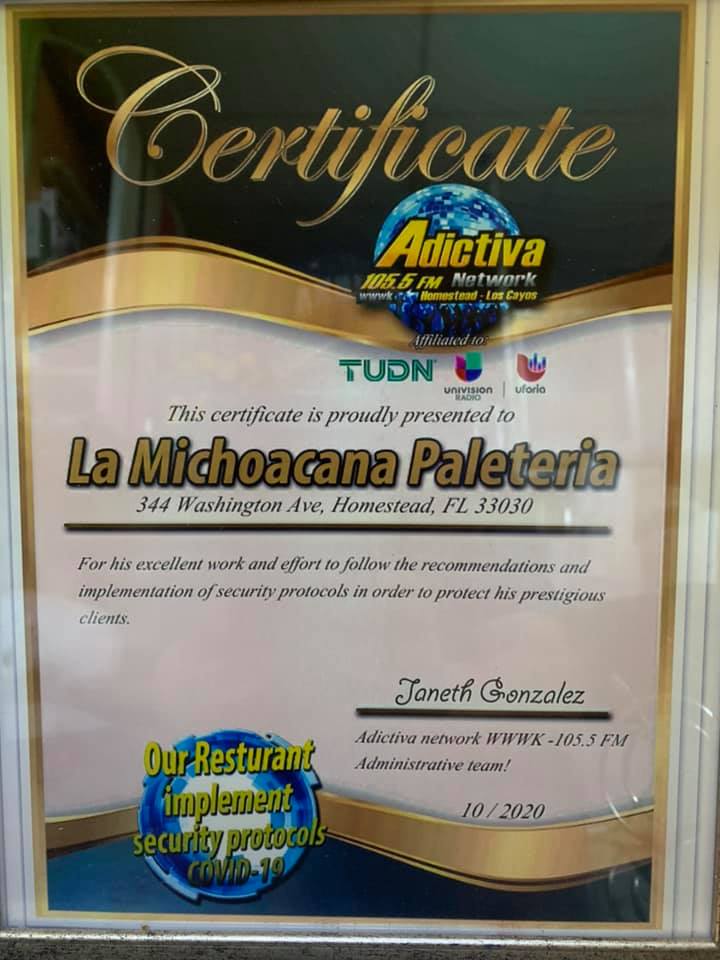 Certificate
Adictiva
105.5 FM Network
wwwk Homestead - Los Cayos
Affiliated to:
TUDN
univision RADIO | uforia
This certificate is proudly presented to
La Michoacana Paleteria
344 Washington Ave, Homestead, FL 33030
For his excellent work and effort to follow the recommendations and
implementation of security protocols in order to protect his prestigious
clients.
Janeth Gonzalez
Adictiva network WWWK -105.5 FM
Administrative team!
10 / 2020
Our Resturant
implement
security protocols
COVID-19